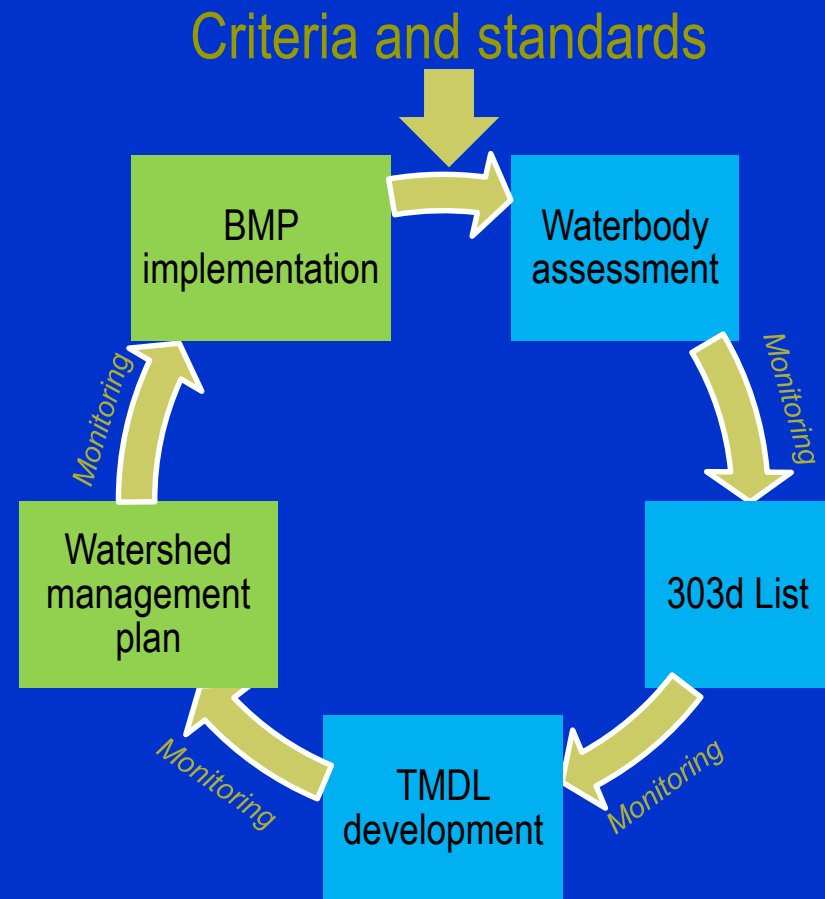 Criteria and standards
BMP
implementation
Waterbody
assessment
Monitoring
303d List
Monitoring
TMDL
development
Monitoring
Watershed
management
plan
Monitoring